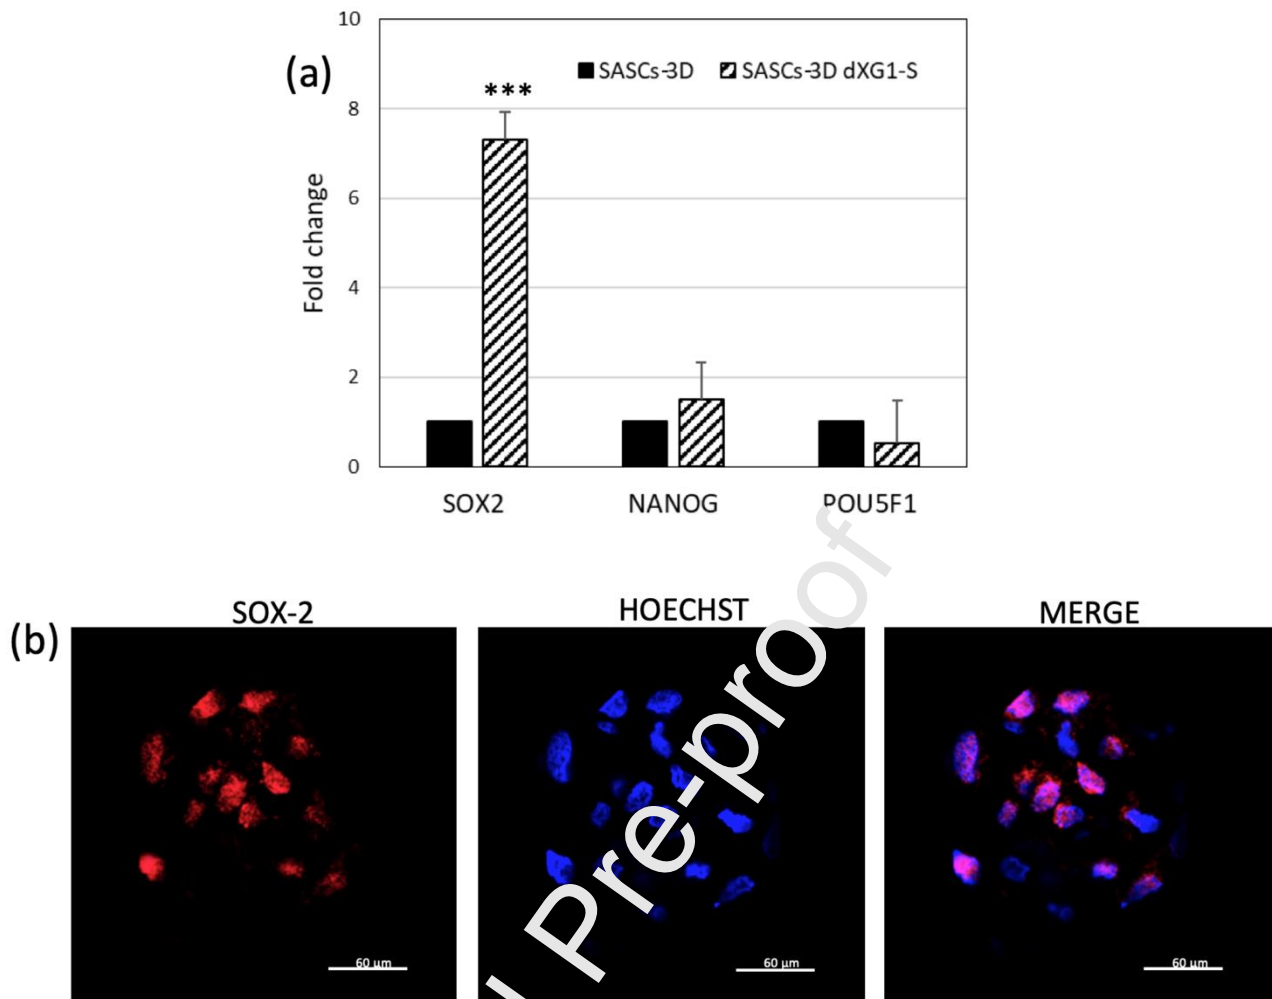 (a)
10
8
6
4
2
0
Fold change
SASCs-3D SASCs-3D dXG1-S
***
SOX2 NANOG POU5F1
(b)
SOX-2 HOECHST MERGE
60 µm 60 µm 60 µm
Pre-proof